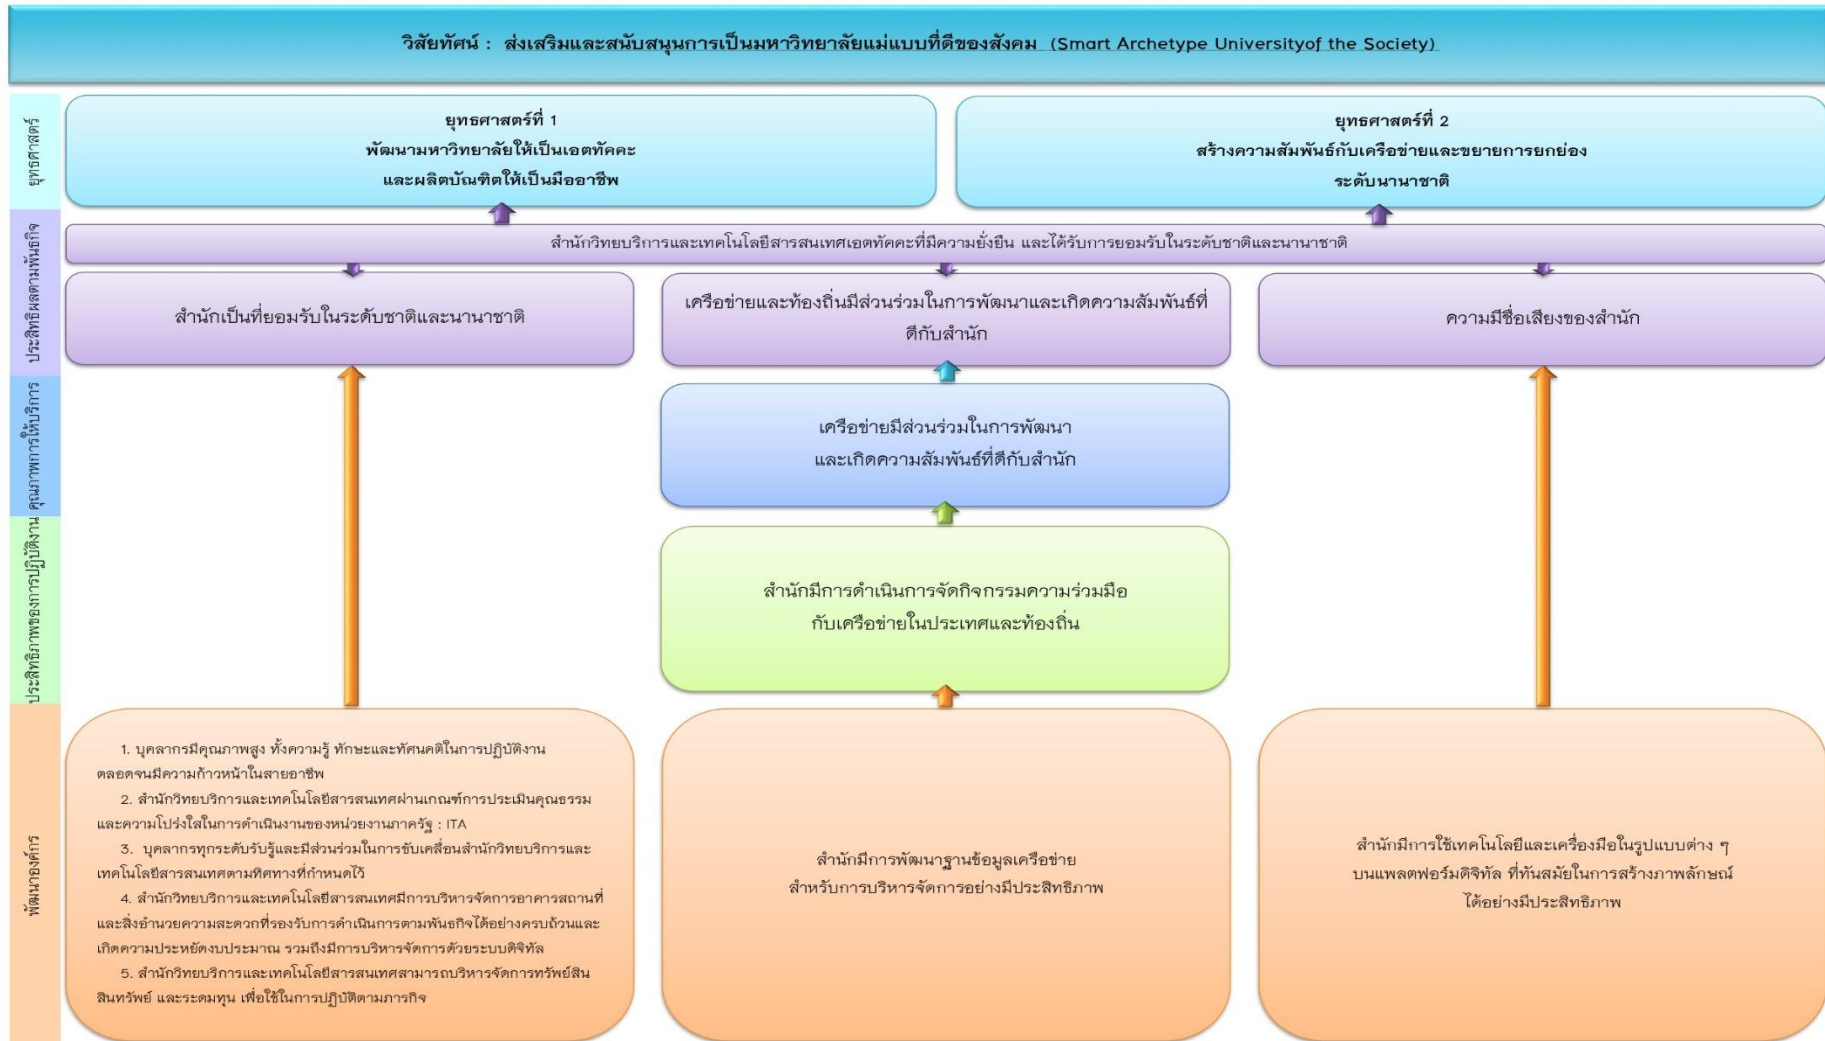 วิสัยทัศน์ : ส่งเสริมและสนับสนุนการเป็นมหาวิทยาลัยแม่แบบที่ดีของสังคม (Smart Archetype Universityof the Society)
ยุทธศาสตร์
ยุทธศาสตร์ที่ 1
พัฒนามหาวิทยาลัยให้เป็นเอตทัคคะ
และผลิตบัณฑิตให้เป็นมืออาชีพ
ยุทธศาสตร์ที่ 2
สร้างความสัมพันธ์กับเครือข่ายและขยายการยกย่อง
ระดับนานาชาติ
ประสิทธิผลตามพันธกิจ
สำนักวิทยบริการและเทคโนโลยีสารสนเทศเอตทัคคะที่มีความยั่งยืน และได้รับการยอมรับในระดับชาติและนานาชาติ
สำนักเป็นที่ยอมรับในระดับชาติและนานาชาติ
เครือข่ายและท้องถิ่นมีส่วนร่วมในการพัฒนาและเกิดความสัมพันธ์ที่
ดีกับสำนัก
ความมีชื่อเสียงของสำนัก
คุณภาพการให้บริการ
เครือข่ายมีส่วนร่วมในการพัฒนา
และเกิดความสัมพันธ์ที่ดีกับสำนัก
ประสิทธิภาพของการปฏิบัติงาน
สำนักมีการดำเนินการจัดกิจกรรมความร่วมมือ
กับเครือข่ายในประเทศและท้องถิ่น
พัฒนาองค์กร
1. บุคลากรมีคุณภาพสูง ทั้งความรู้ ทักษะและทัศนคติในการปฏิบัติงาน
ตลอดจนมีความก้าวหน้าในสายอาชีพ
2. สำนักวิทยบริการและเทคโนโลยีสารสนเทศผ่านเกณฑ์การประเมินคุณธรรม
และความโปร่งใสในการดำเนินงานของหน่วยงานภาครัฐ : ITA
3. บุคลากรทุกระดับรับรู้และมีส่วนร่วมในการขับเคลื่อนสำนักวิทยบริการและ
เทคโนโลยีสารสนเทศตามทิศทางที่กำหนดไว้
4. สำนักวิทยบริการและเทคโนโลยีสารสนเทศมีการบริหารจัดการอาคารสถานที่
และสิ่งอำนวยความสะดวกที่รองรับการดำเนินการตามพันธกิจได้อย่างครบถ้วนและ
เกิดความประหยัดงบประมาณ รวมถึงมีการบริหารจัดการด้วยระบบดิจิทัล
5. สำนักวิทยบริการและเทคโนโลยีสารสนเทศสามารถบริหารจัดการทรัพย์สิน
สินทรัพย์ และระดมทุน เพื่อใช้ในการปฏิบัติตามภารกิจ
สำนักมีการพัฒนาฐานข้อมูลเครือข่าย
สำหรับการบริหารจัดการอย่างมีประสิทธิภาพ
สำนักมีการใช้เทคโนโลยีและเครื่องมือในรูปแบบต่าง ๆ
บนแพลตฟอร์มดิจิทัล ที่ทันสมัยในการสร้างภาพลักษณ์
ได้อย่างมีประสิทธิภาพ